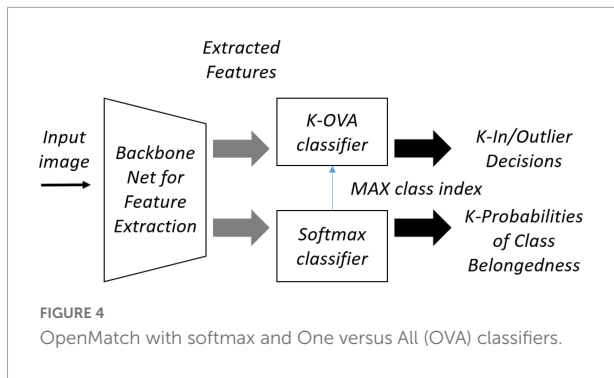 Extracted
Features
Input
image
Backbone
Net for
Feature
Extraction
K-OVA
classifier
K-In/Outlier
Decisions
MAX class index
Softmax
classifier
K-Probabilities
of Class
Belongedness
FIGURE 4
OpenMatch with softmax and One versus All (OVA) classifiers.